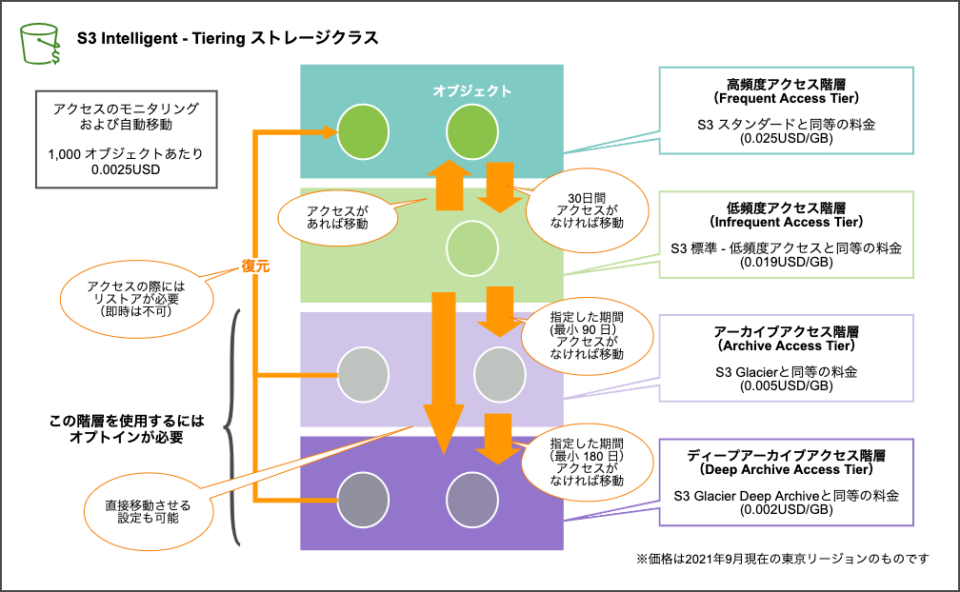 S3 Intelligent - Tiering ストレージクラス
アクセスのモニタリング
および自動移動
1,000 オブジェクトあたり
0.0025USD
オブジェクト
高頻度アクセス階層
（Frequent Access Tier）
S3 スタンダードと同等の料金
(0.025USD/GB)
アクセスが
あれば移動
30日間
アクセスが
なければ移動
低頻度アクセス階層
（Infrequent Access Tier）
S3 標準 - 低頻度アクセスと同等の料金
(0.019USD/GB)
復元
アクセスの際には
リストアが必要
（即時は不可）
指定した期間
(最小 90 日）
アクセスが
なければ移動
アーカイブアクセス階層
（Archive Access Tier）
S3 Glacierと同等の料金
(0.005USD/GB)
この階層を使用するには
オプトインが必要
指定した期間
（最小 180 日）
アクセスが
なければ移動
ディープアーカイブアクセス階層
（Deep Archive Access Tier）
S3 Glacier Deep Archiveと同等の料金
(0.002USD/GB)
直接移動させる
設定も可能
※価格は2021年9月現在の東京リージョンのものです